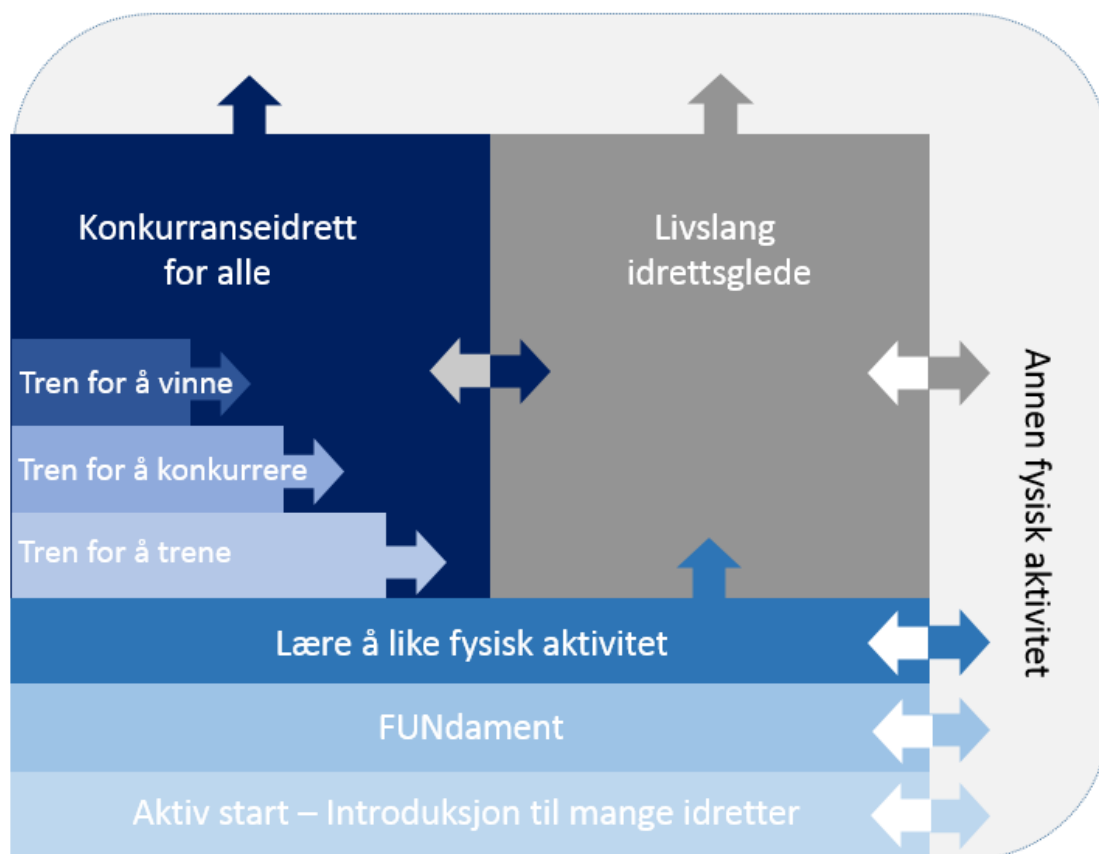 Konkurranseidrett
for alle
Livslang
idrettsglede
Tren for å vinne
Tren for å konkurrere
Tren for å trene
Lære å like fysisk aktivitet
FUNdament
Aktiv start – Introduksjon til mange idretter
Annen fysisk aktivitet